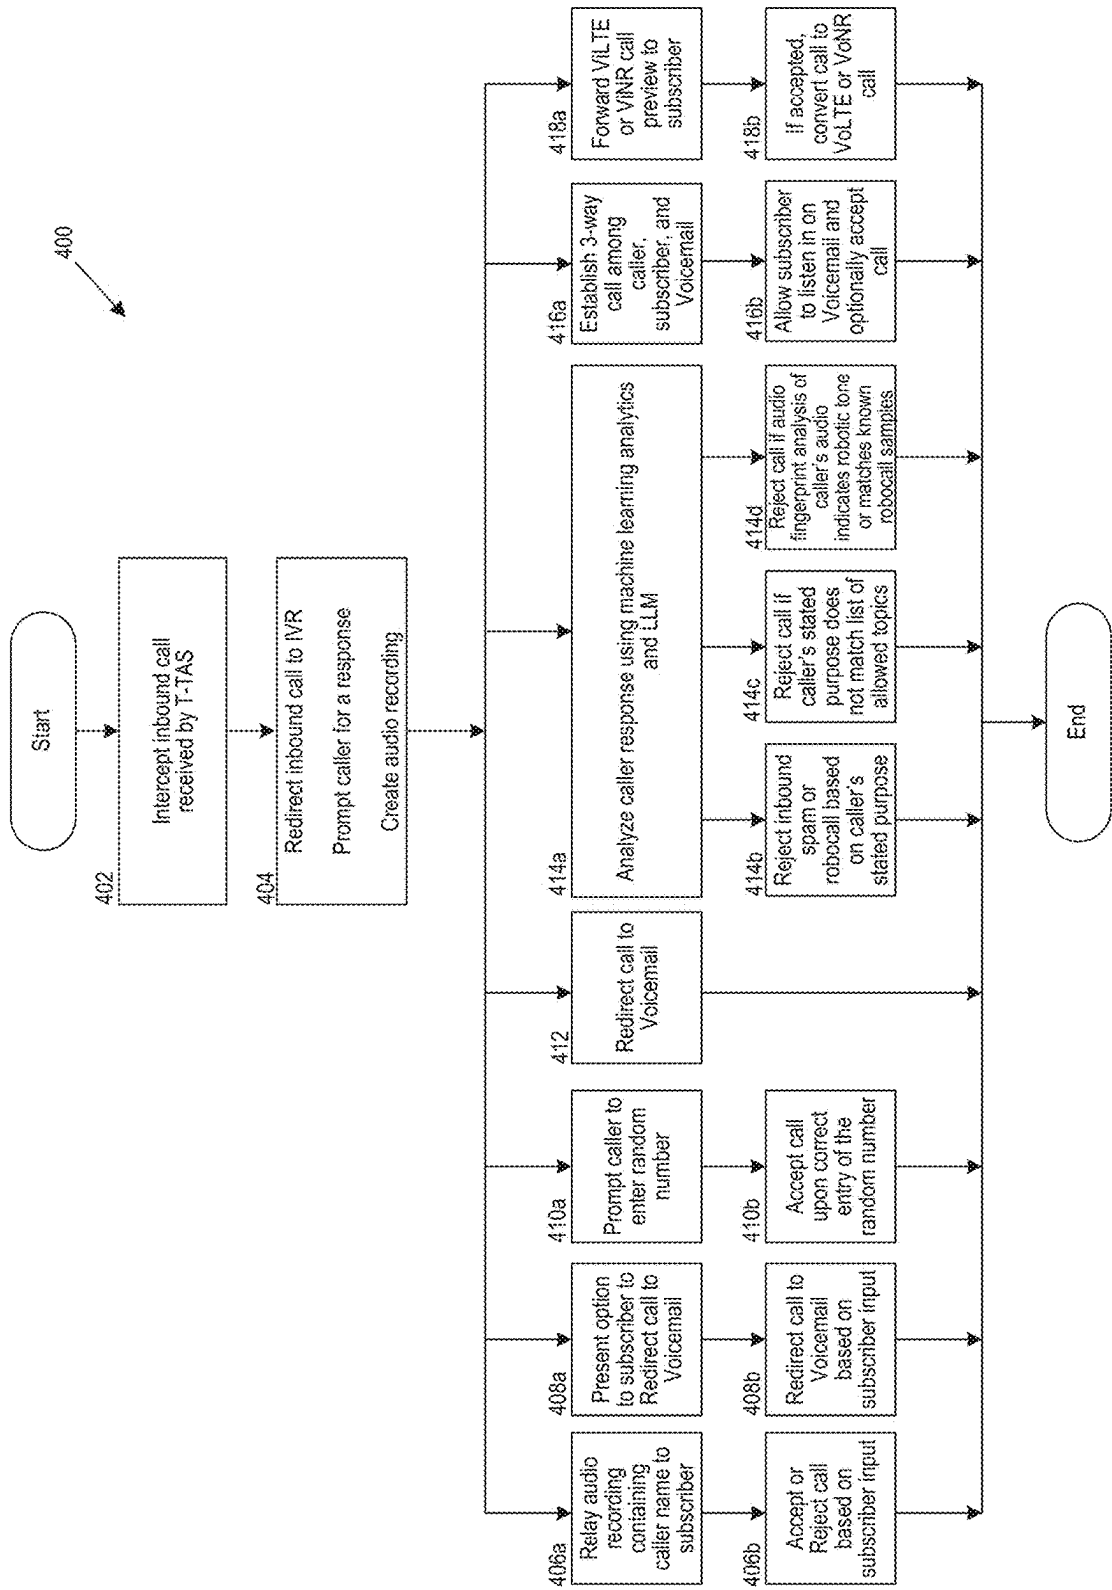 400
Start
402
Intercept inbound call
received by T-TAS
404
Redirect inbound call to IVR
Prompt caller for a response
Create audio recording
406a
Relay audio
recording
containing
caller name to
subscriber
406b
Accept or
Reject call
based on
subscriber input
408a
Present option
to subscriber to
Redirect call to
Voicemail
408b
Redirect call to
Voicemail
based on
subscriber input
410a
Prompt caller to
enter random
number
410b
Accept call
upon correct
entry of the
random number
412
Redirect call to
Voicemail
414a
Analyze caller response using machine learning analytics
and LLM
414b
Reject inbound
spam or
robocall based
on caller's
stated purpose
414c
Reject call if
caller's stated
purpose does
not match list of
allowed topics
414d
Reject call if audio
fingerprint analysis of
caller's audio
indicates robotic tone
or matches known
robocall samples
416a
Establish 3-way
call among
caller,
subscriber, and
Voicemail
416b
Allow subscriber
to listen in on
Voicemail and
optionally accept
call
418a
Forward ViLTE
or ViNR call
preview to
subscriber
418b
If accepted,
convert call to
VoLTE or VoNR
call
End